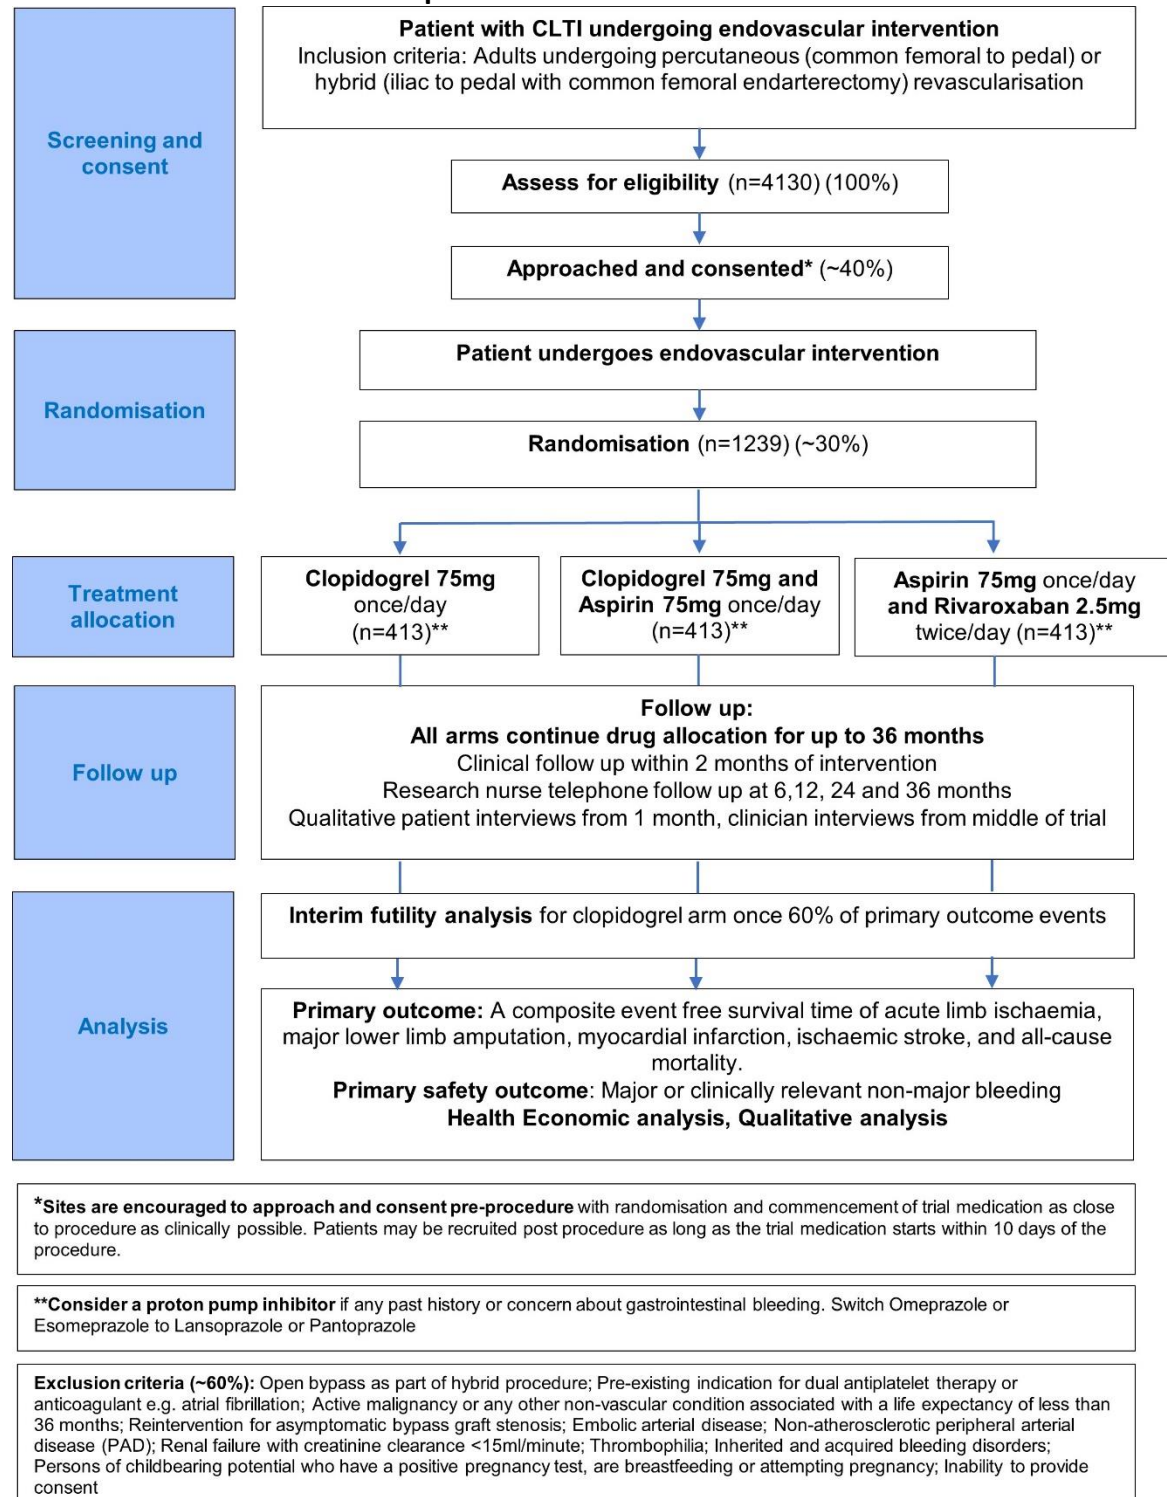 Patient with CLTI undergoing endovascular intervention
Inclusion criteria: Adults undergoing percutaneous (common femoral to pedal) or
hybrid (iliac to pedal with common femoral endarterectomy) revascularisation
Screening and
consent
Assess for eligibility (n=4130) (100%)
Approached and consented* (~40%)
Patient undergoes endovascular intervention
Randomisation
Randomisation (n=1239) (~30%)
Treatment
allocation
Clopidogrel 75mg
once/day
(n=413)**
Clopidogrel 75mg and
Aspirin 75mg once/day
(n=413)**
Aspirin 75mg once/day
and Rivaroxaban 2.5mg
twice/day (n=413)**
Follow up
Follow up:
All arms continue drug allocation for up to 36 months
Clinical follow up within 2 months of intervention
Research nurse telephone follow up at 6,12, 24 and 36 months
Qualitative patient interviews from 1 month, clinician interviews from middle of trial
Analysis
Interim futility analysis for clopidogrel arm once 60% of primary outcome events
Primary outcome: A composite event free survival time of acute limb ischaemia,
major lower limb amputation, myocardial infarction, ischaemic stroke, and all-cause
mortality.
Primary safety outcome: Major or clinically relevant non-major bleeding
Health Economic analysis, Qualitative analysis
*Sites are encouraged to approach and consent pre-procedure with randomisation and commencement of trial medication as close
to procedure as clinically possible. Patients may be recruited post procedure as long as the trial medication starts within 10 days of the
procedure.
**Consider a proton pump inhibitor if any past history or concern about gastrointestinal bleeding. Switch Omeprazole or
Esomeprazole to Lansoprazole or Pantoprazole
Exclusion criteria (~60%): Open bypass as part of hybrid procedure; Pre-existing indication for dual antiplatelet therapy or
anticoagulant e.g. atrial fibrillation; Active malignancy or any other non-vascular condition associated with a life expectancy of less than
36 months; Reintervention for asymptomatic bypass graft stenosis; Embolic arterial disease; Non-atherosclerotic peripheral arterial
disease (PAD); Renal failure with creatinine clearance <15ml/minute; Thrombophilia; Inherited and acquired bleeding disorders;
Persons of childbearing potential who have a positive pregnancy test, are breastfeeding or attempting pregnancy; Inability to provide
consent